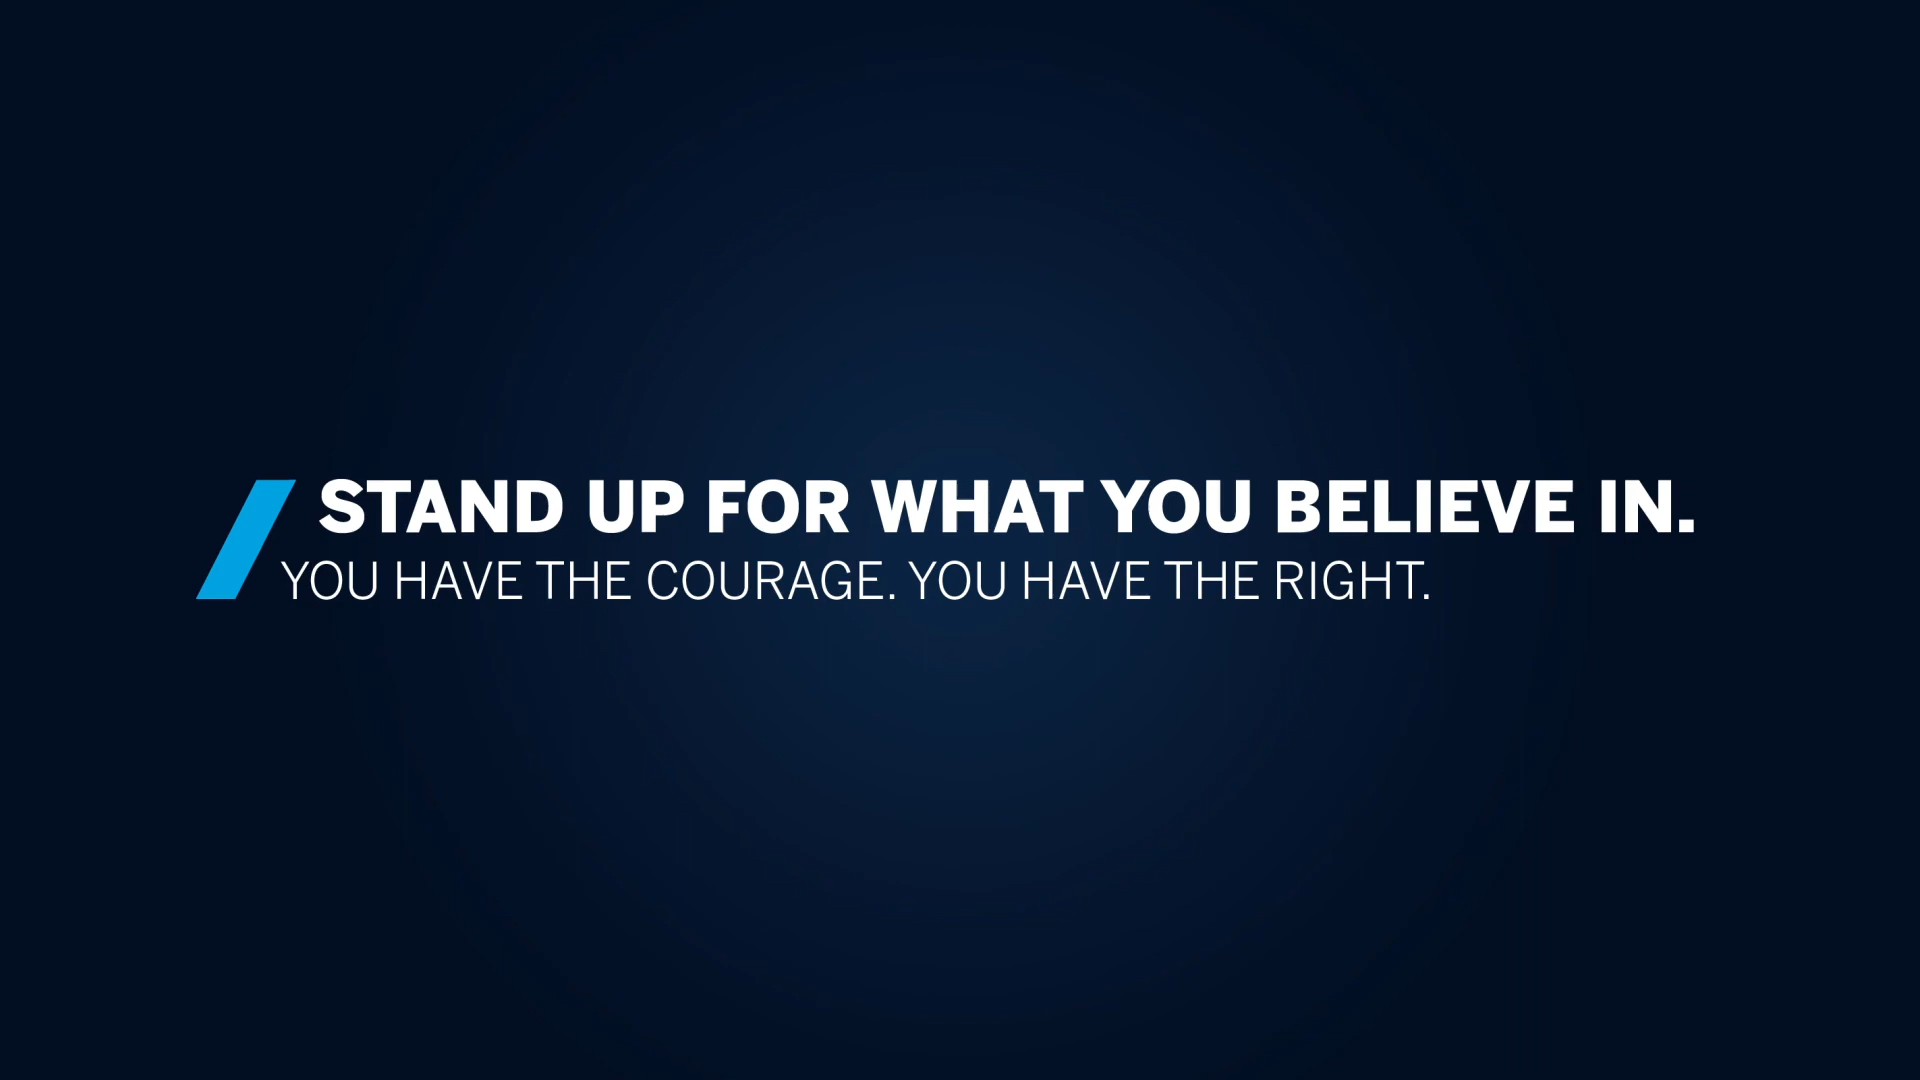 STAND UP FOR WHAT YOU BELIEVE IN.
YOU HAVE THE COURAGE. YOU HAVE THE RIGHT.